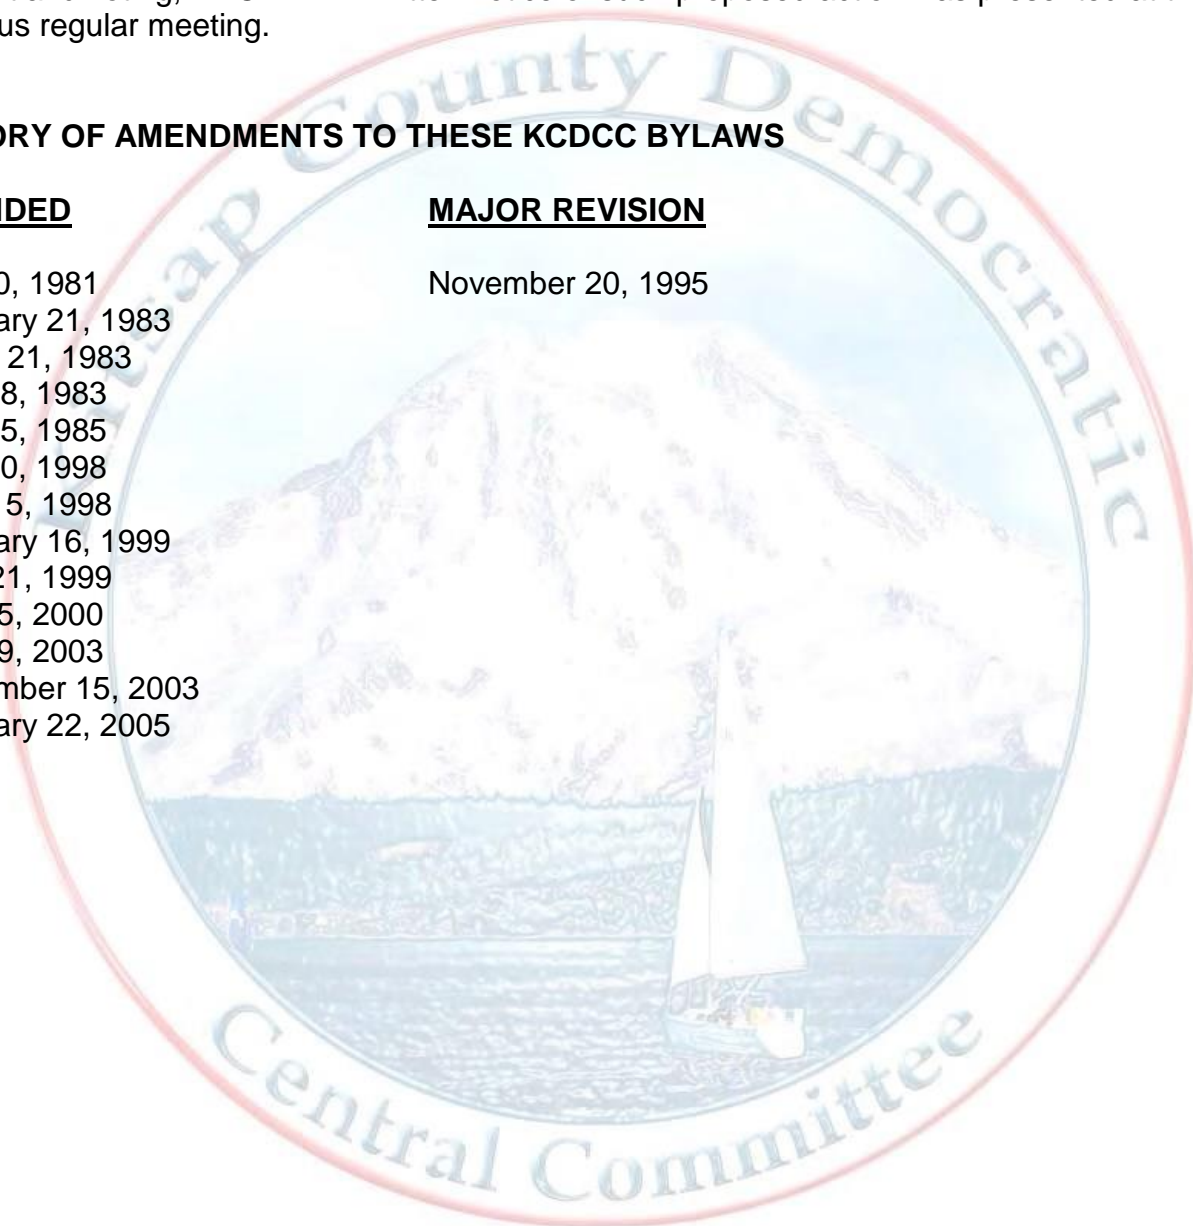 us regular meeting.
ORY OF AMENDMENTS TO THESE KCDCC BYLAWS
NDED
MAJOR REVISION
0, 1981
November 20, 1995
ary 21, 1983
21, 1983
8, 1983
5, 1985
0, 1998
5, 1998
ary 16, 1999
21, 1999
5, 2000
9, 2003
mber 15, 2003
ary 22, 2005
Kitsap County Democratic
Central Committee